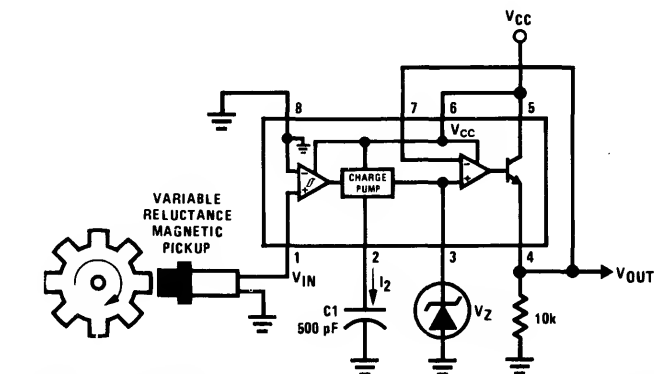 VCC
8
7
6
5
VCC
−
+
CHARGE
PUMP
−
+
VARIABLE
RELUCTANCE
MAGNETIC
PICKUP
1
2
3
4
VIN
I2
VOUT
C1
500 pF
VZ
10k